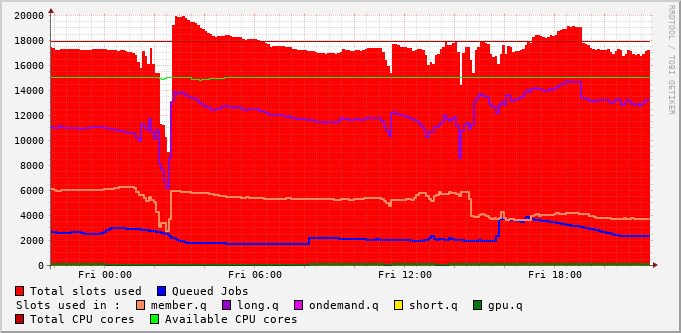 20000
18000
16000
14000
12000
10000
8000
6000
4000
2000
0
Fri 00:00 Fri 06:00 Fri 12:00 Fri 18:00
RRDTOOL / TOBI OETIKER
Total slots used Queued Jobs
Slots used in : member.q long.q ondemand.q short.q gpu.q
Total CPU cores Available CPU cores